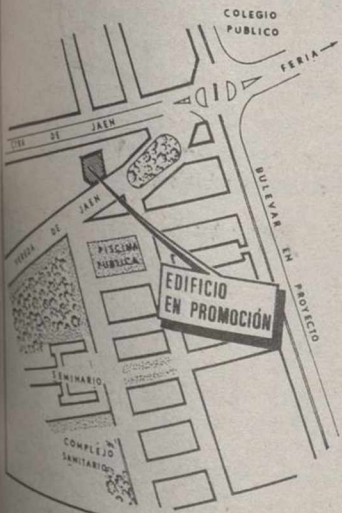 COLEGIO
PUBLICO
FERIA
CTRA DE JAEN
VEREDA DE JAEN
BULEVAR EN PROYECTO
PISCINA
PUBLICA
EDIFICIO
EN PROMOCIÓN
SEMINARIO
COMPLEJO
SANITARIO